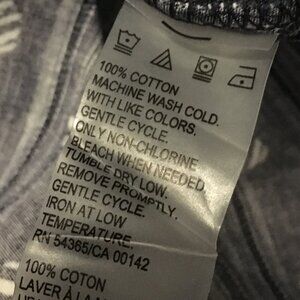 100% COTTON
MACHINE WASH COLD.
WITH LIKE COLORS.
GENTLE CYCLE.
ONLY NON-CHLORINE
BLEACH WHEN NEEDED
TUMBLE DRY LOW.
REMOVE PROMPTLY.
GENTLE CYCLE.
IRON AT LOW
TEMPERATURE.
RN 54365/CA 00142
100% COTON
LAVER À LA